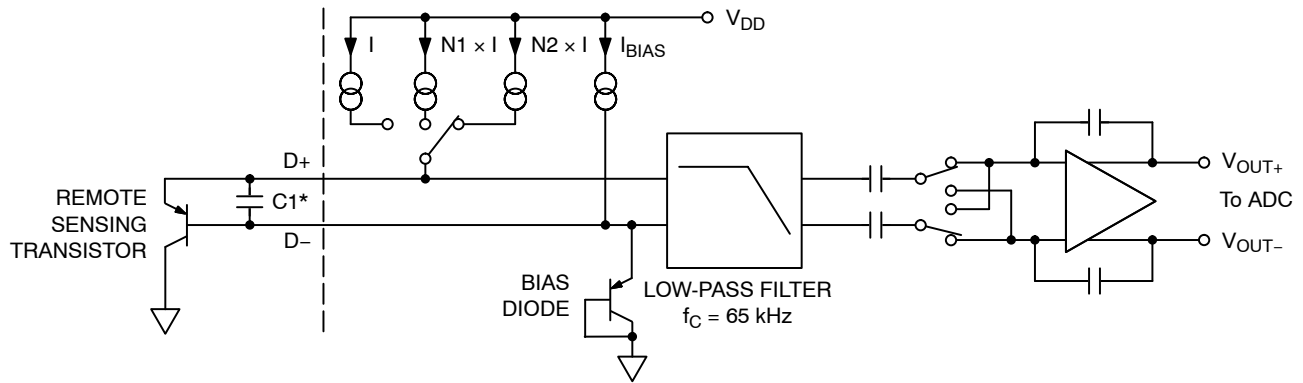 V_DD
I
N1 × I
N2 × I
I_BIAS
D+
C1*
REMOTE
SENSING
TRANSISTOR
D−
BIAS
DIODE
LOW-PASS FILTER
f_C = 65 kHz
V_OUT+
To ADC
V_OUT−